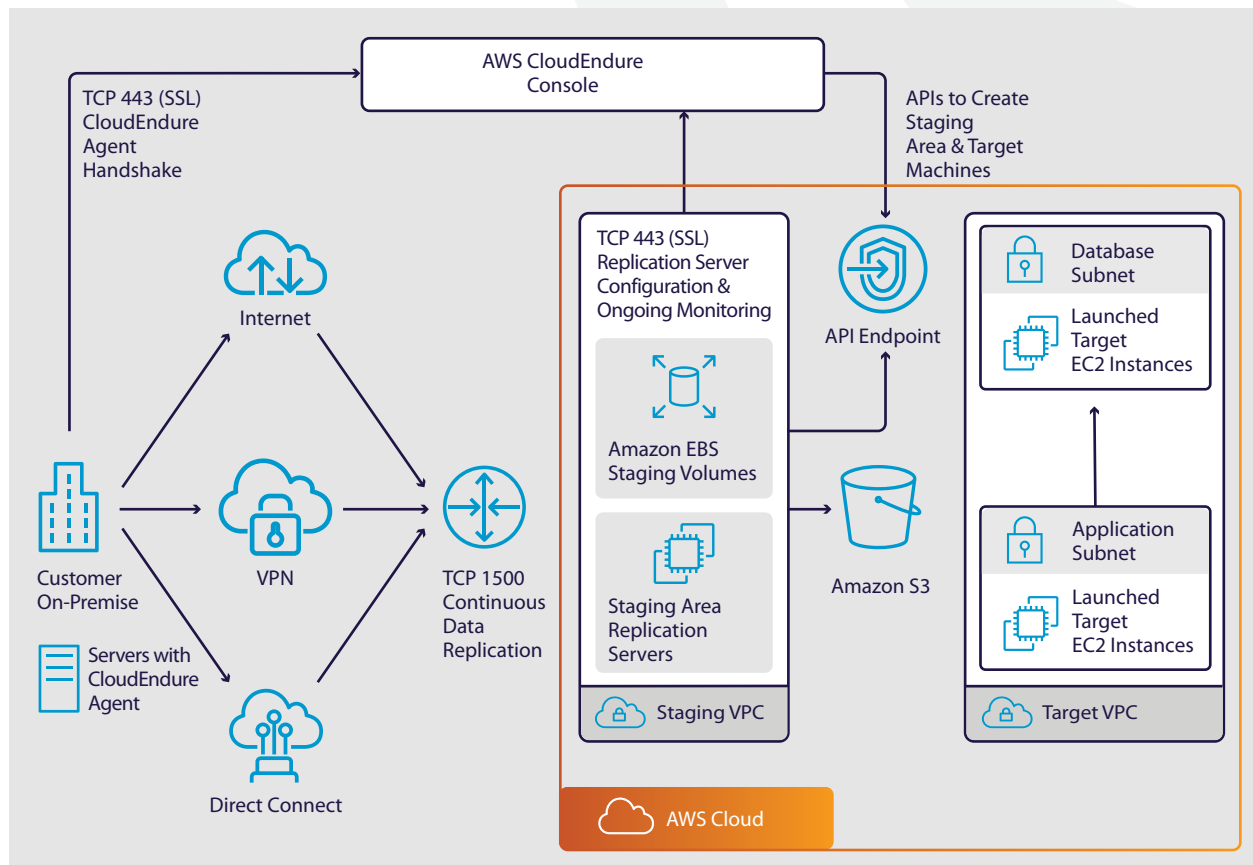 AWS CloudEndure
Console
TCP 443 (SSL)
CloudEndure
Agent
Handshake
APIs to Create
Staging
Area & Target
Machines
Internet
Customer
On-Premise
VPN
TCP 1500
Continuous
Data
Replication
Servers with
CloudEndure
Agent
Direct Connect
TCP 443 (SSL)
Replication Server
Configuration &
Ongoing Monitoring
Amazon EBS
Staging Volumes
Staging Area
Replication
Servers
Staging VPC
API Endpoint
Amazon S3
Database
Subnet
Launched
Target
EC2 Instances
Application
Subnet
Launched
Target
EC2 Instances
Target VPC
AWS Cloud